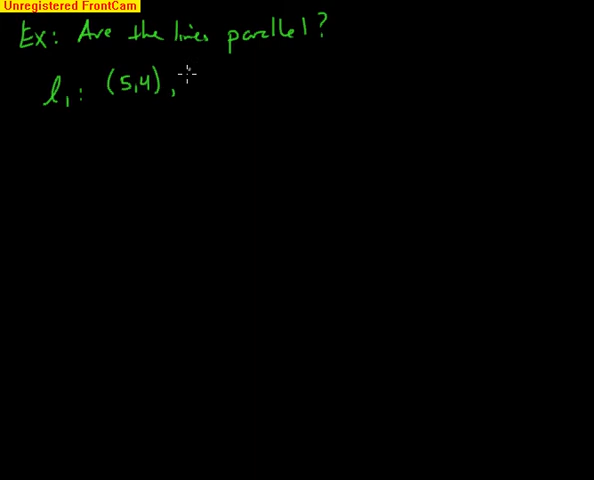 Unregistered FrontCam
Ex: Are the lines parallel?
l₁: (5,4),